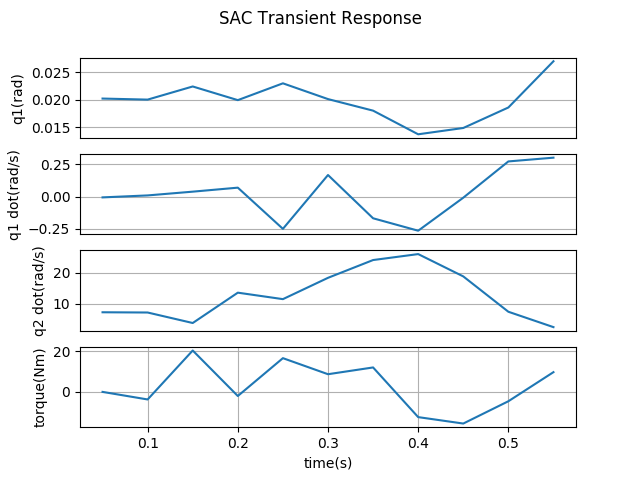 SAC Transient Response
q1(rad)
0.025
0.020
0.015
q1 dot(rad/s)
0.25
0.00
−0.25
q2 dot(rad/s)
20
10
torque(Nm)
20
0
0.1 0.2 0.3 0.4 0.5
time(s)